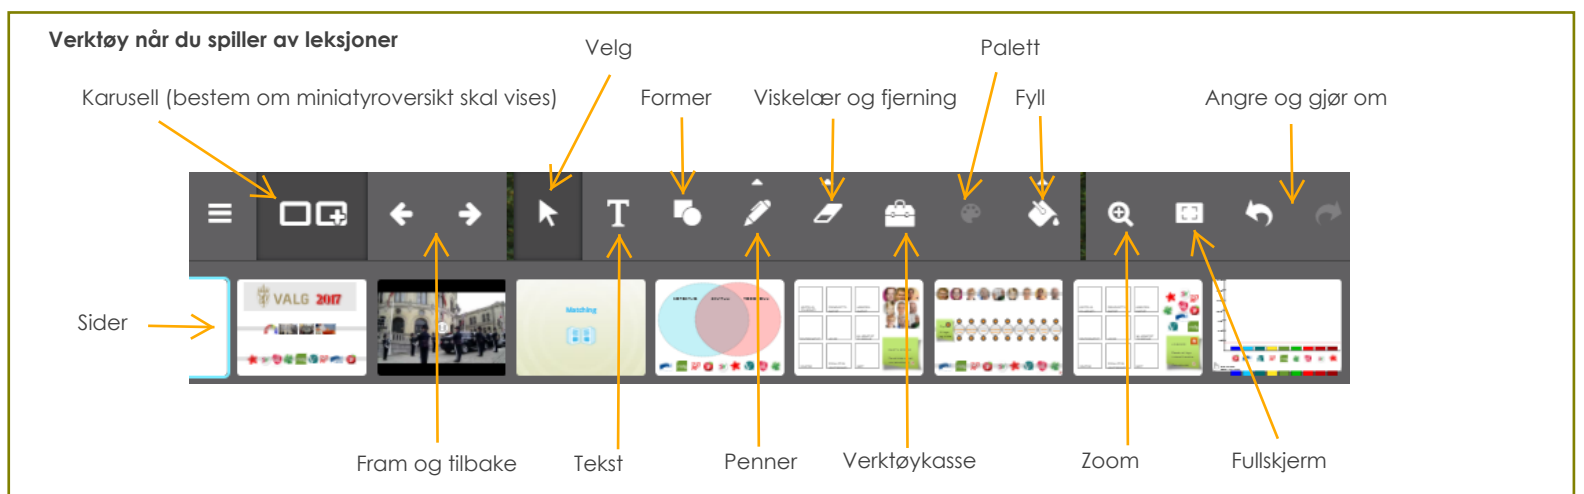 Verktøy når du spiller av leksjoner
Velg
Palett
Karusell (bestem om miniatyroversikt skal vises)
Former
Viskelær og fjerning
Fyll
Angre og gjør om
T
VALG 2017
Matching
Sider
Fram og tilbake
Tekst
Penner
Verktøykasse
Zoom
Fullskjerm